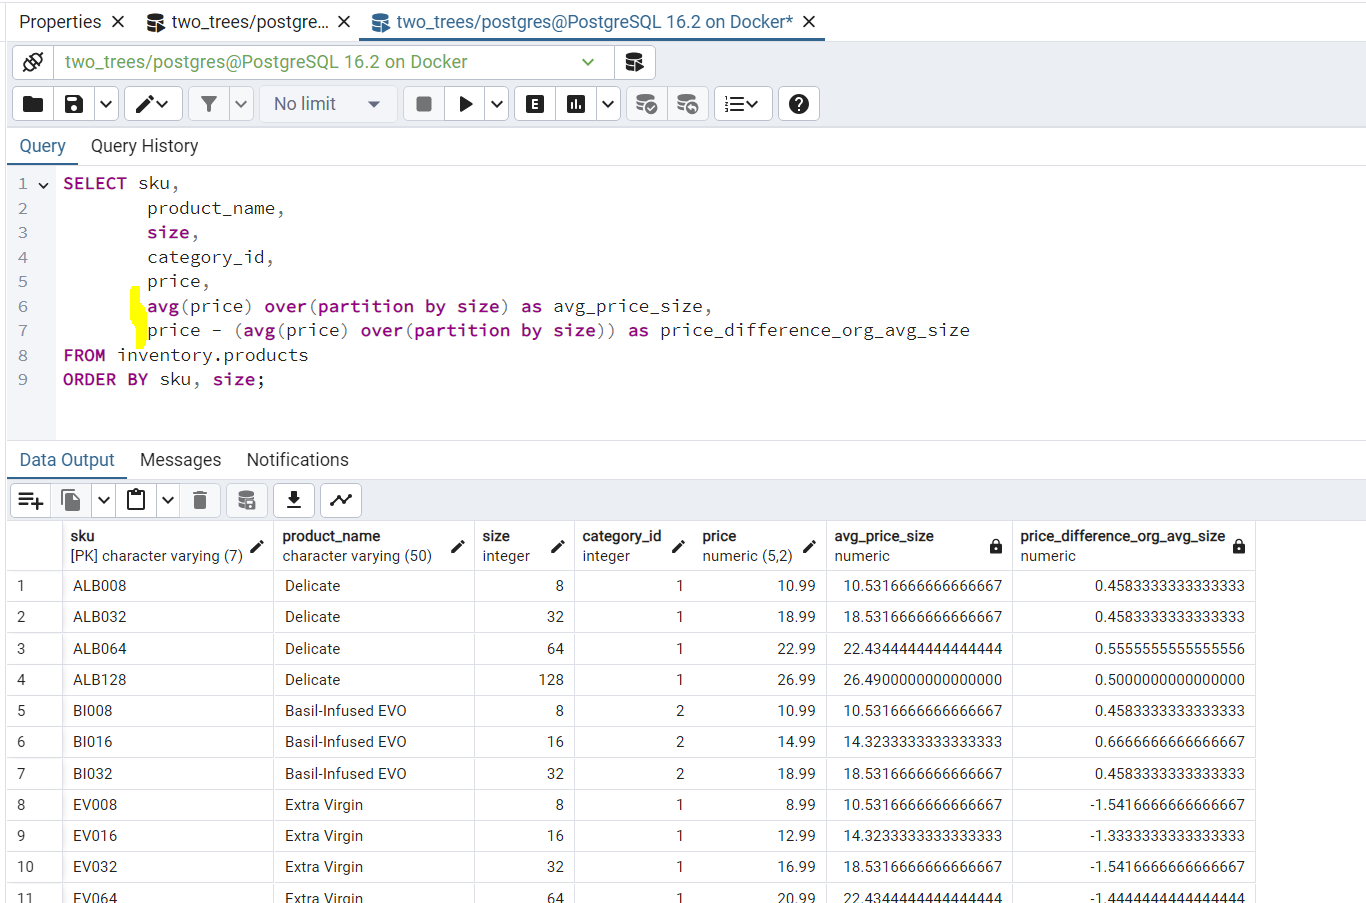 Properties × two_trees/postgre... × two_trees/postgres@PostgreSQL 16.2 on Docker* ×
two_trees/postgres@PostgreSQL 16.2 on Docker
No limit E ?
Query Query History
1 SELECT sku,
2 product_name,
3 size,
4 category_id,
5 price,
6 avg(price) over(partition by size) as avg_price_size,
7 price - (avg(price) over(partition by size)) as price_difference_org_avg_size
8 FROM inventory.products
9 ORDER BY sku, size;
Data Output Messages Notifications
sku product_name size category_id price avg_price_size price_difference_org_avg_size
[PK] character varying (7) character varying (50) integer integer numeric (5,2) numeric numeric
1 ALB008 Delicate 8 1 10.99 10.5316666666666667 0.4583333333333333
2 ALB032 Delicate 32 1 18.99 18.5316666666666667 0.4583333333333333
3 ALB064 Delicate 64 1 22.99 22.4344444444444444 0.5555555555555556
4 ALB128 Delicate 128 1 26.99 26.4900000000000000 0.5000000000000000
5 BI008 Basil-Infused EVO 8 2 10.99 10.5316666666666667 0.4583333333333333
6 BI016 Basil-Infused EVO 16 2 14.99 14.3233333333333333 0.6666666666666667
7 BI032 Basil-Infused EVO 32 2 18.99 18.5316666666666667 0.4583333333333333
8 EV008 Extra Virgin 8 1 8.99 10.5316666666666667 -1.5416666666666667
9 EV016 Extra Virgin 16 1 12.99 14.3233333333333333 -1.3333333333333333
10 EV032 Extra Virgin 32 1 16.99 18.5316666666666667 -1.5416666666666667
11 EV064 Extra Virgin 64 1 20.99 22.4344444444444444 -1.4444444444444444